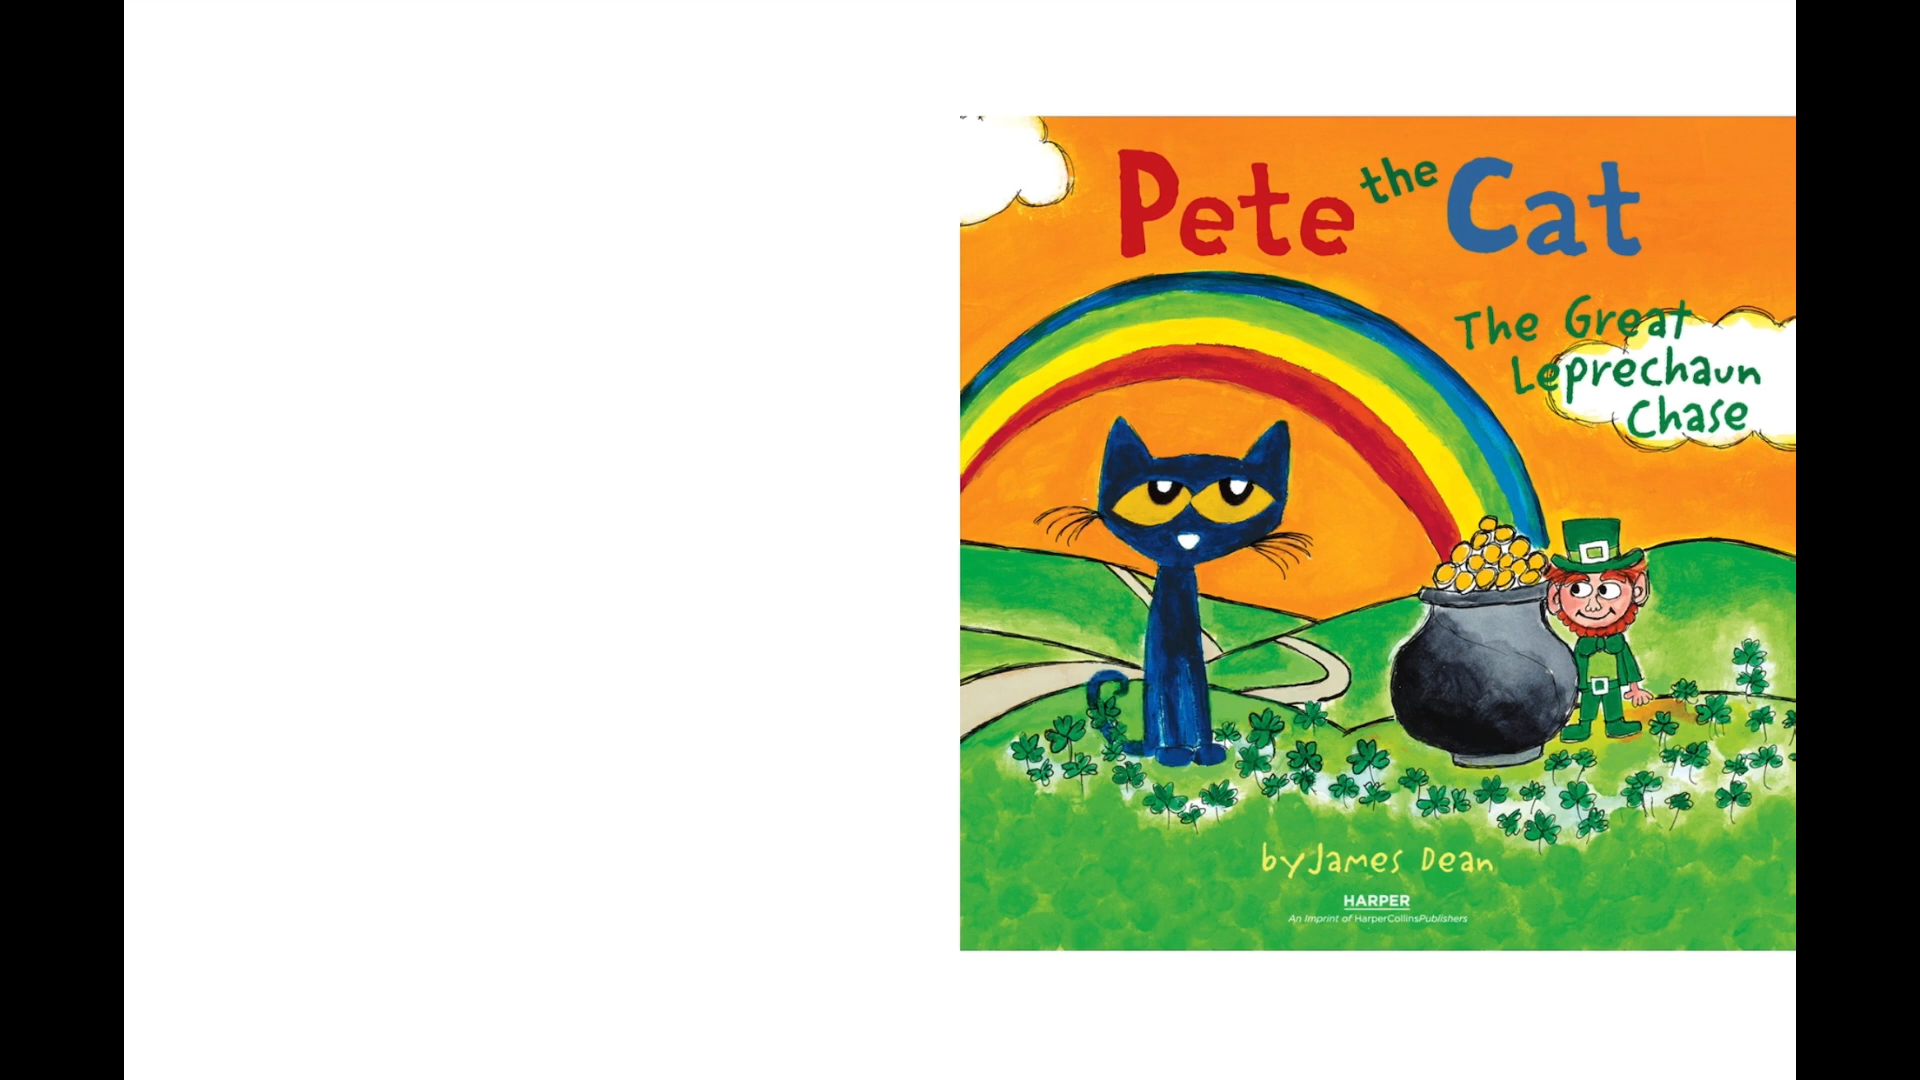 Pete the Cat
The Great
Leprechaun
Chase
by James Dean
HARPER
An Imprint of HarperCollinsPublishers